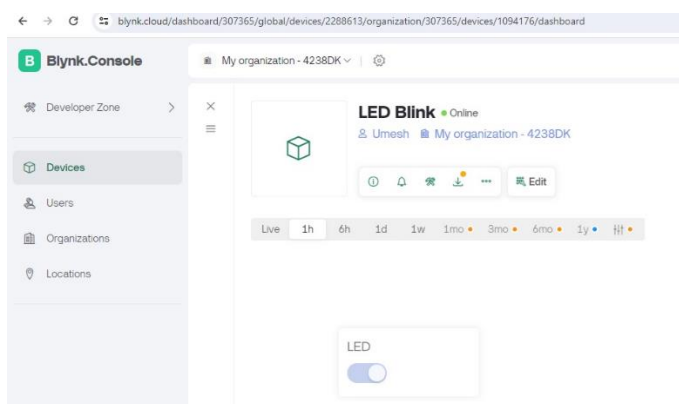 blynk.cloud/dashboard/307365/global/devices/2288613/organization/307365/devices/1094176/dashboard
B Blynk.Console
My organization - 4238DK
Developer Zone
LED Blink • Online
Umesh My organization - 4238DK
Devices
Edit
Users
Organizations
Live 1h 6h 1d 1w 1mo • 3mo • 6mo • 1y •
Locations
LED